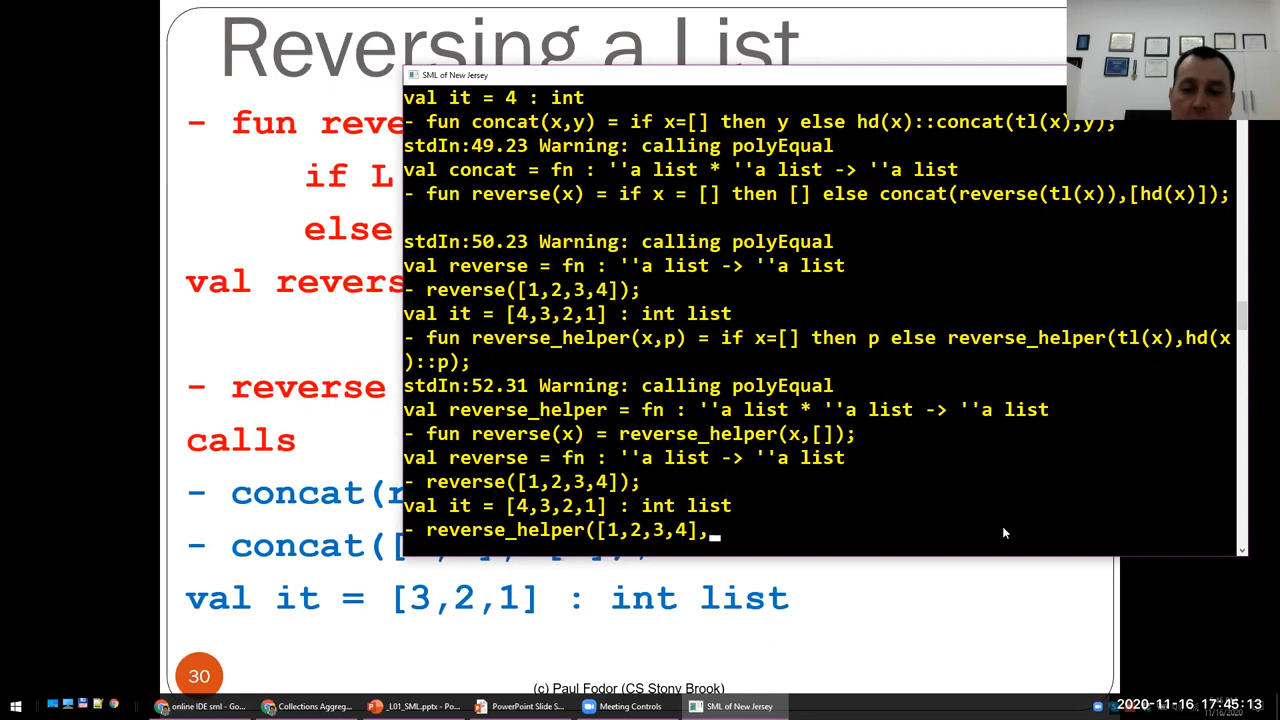 Reversing a List
- fun reve
if L
else
val revers
- reverse
calls
- concat(r
- concat([
val it = [3,2,1] : int list
30
(c) Paul Fodor (CS Stony Brook)
SML of New Jersey
val it = 4 : int
- fun concat(x,y) = if x=[] then y else hd(x)::concat(tl(x),y);
stdIn:49.23 Warning: calling polyEqual
val concat = fn : ''a list * ''a list -> ''a list
- fun reverse(x) = if x = [] then [] else concat(reverse(tl(x)),[hd(x)]);
stdIn:50.23 Warning: calling polyEqual
val reverse = fn : ''a list -> ''a list
- reverse([1,2,3,4]);
val it = [4,3,2,1] : int list
- fun reverse_helper(x,p) = if x=[] then p else reverse_helper(tl(x),hd(x
)::p);
stdIn:52.31 Warning: calling polyEqual
val reverse_helper = fn : ''a list * ''a list -> ''a list
- fun reverse(x) = reverse_helper(x,[]);
val reverse = fn : ''a list -> ''a list
- reverse([1,2,3,4]);
val it = [4,3,2,1] : int list
- reverse_helper([1,2,3,4],
online IDE sml - Go...
Collections Aggreg...
_L01_SML.pptx - Po...
PowerPoint Slide S...
Meeting Controls
SML of New Jersey
2020-11-16 17:45:13